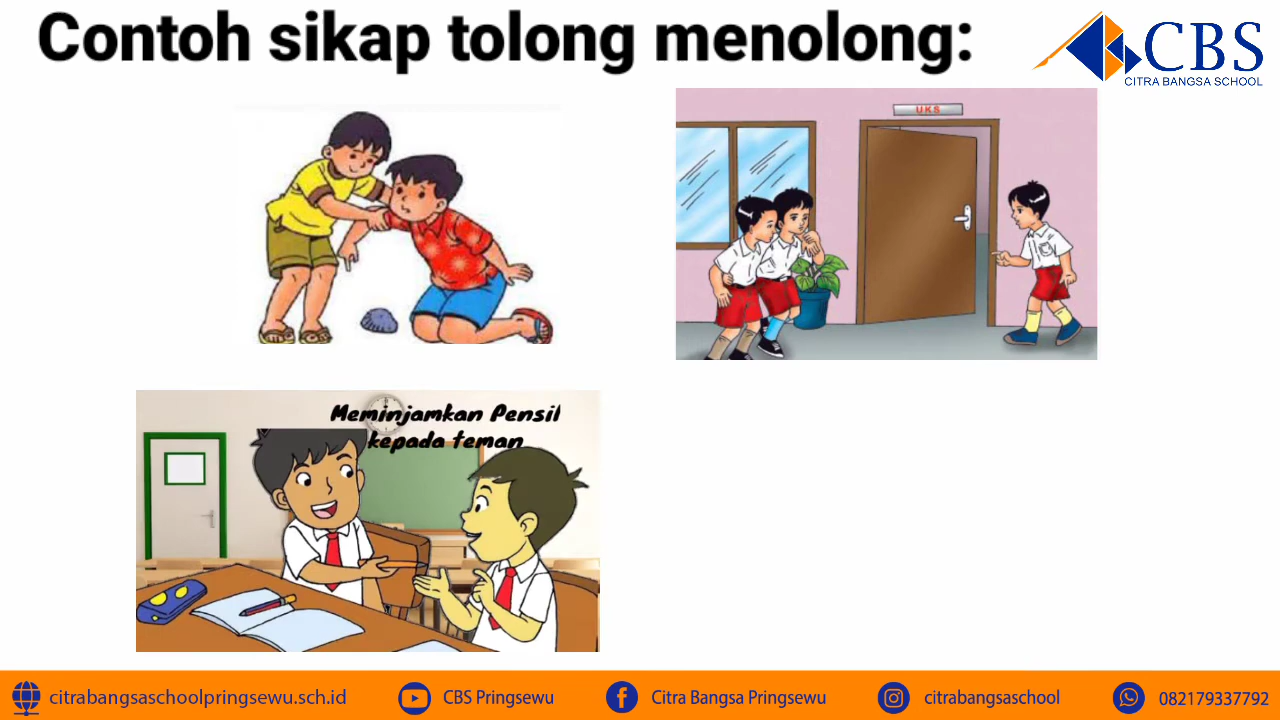 Contoh sikap tolong menolong:
CBS
CITRA BANGSA SCHOOL
UKS
Meminjamkan Pensil
kepada teman
citrabangsaschoolpringsewu.sch.id
CBS Pringsewu
Citra Bangsa Pringsewu
citrabangsaschool
082179337792